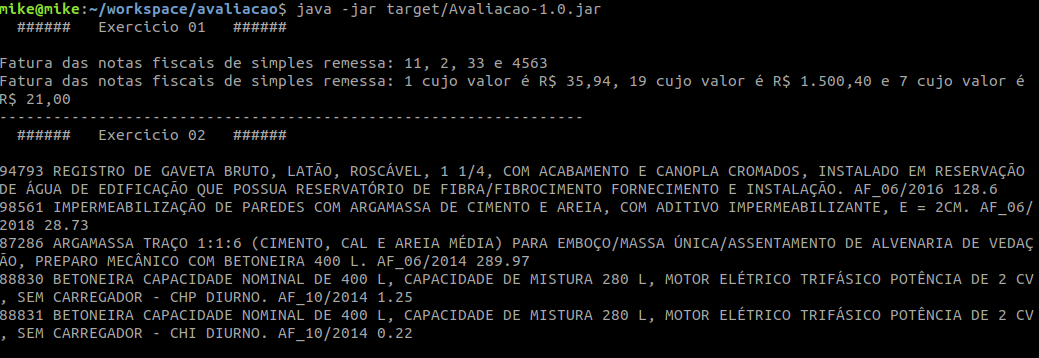 mike@mike:~/workspace/avaliacao$ java -jar target/Avaliacao-1.0.jar
  ######   Exercicio 01   ######
Fatura das notas fiscais de simples remessa: 11, 2, 33 e 4563
Fatura das notas fiscais de simples remessa: 1 cujo valor é R$ 35,94, 19 cujo valor é R$ 1.500,40 e 7 cujo valor é
R$ 21,00
-----------------------------------------------------------------
  ######   Exercicio 02   ######
94793 REGISTRO DE GAVETA BRUTO, LATÃO, ROSCÁVEL, 1 1/4, COM ACABAMENTO E CANOPLA CROMADOS, INSTALADO EM RESERVAÇÃO
DE ÁGUA DE EDIFICAÇÃO QUE POSSUA RESERVATÓRIO DE FIBRA/FIBROCIMENTO FORNECIMENTO E INSTALAÇÃO. AF_06/2016 128.6
98561 IMPERMEABILIZAÇÃO DE PAREDES COM ARGAMASSA DE CIMENTO E AREIA, COM ADITIVO IMPERMEABILIZANTE, E = 2CM. AF_06/
2018 28.73
87286 ARGAMASSA TRAÇO 1:1:6 (CIMENTO, CAL E AREIA MÉDIA) PARA EMBOÇO/MASSA ÚNICA/ASSENTAMENTO DE ALVENARIA DE VEDAÇ
ÃO, PREPARO MECÂNICO COM BETONEIRA 400 L. AF_06/2014 289.97
88830 BETONEIRA CAPACIDADE NOMINAL DE 400 L, CAPACIDADE DE MISTURA 280 L, MOTOR ELÉTRICO TRIFÁSICO POTÊNCIA DE 2 CV
, SEM CARREGADOR - CHP DIURNO. AF_10/2014 1.25
88831 BETONEIRA CAPACIDADE NOMINAL DE 400 L, CAPACIDADE DE MISTURA 280 L, MOTOR ELÉTRICO TRIFÁSICO POTÊNCIA DE 2 CV
, SEM CARREGADOR - CHI DIURNO. AF_10/2014 0.22